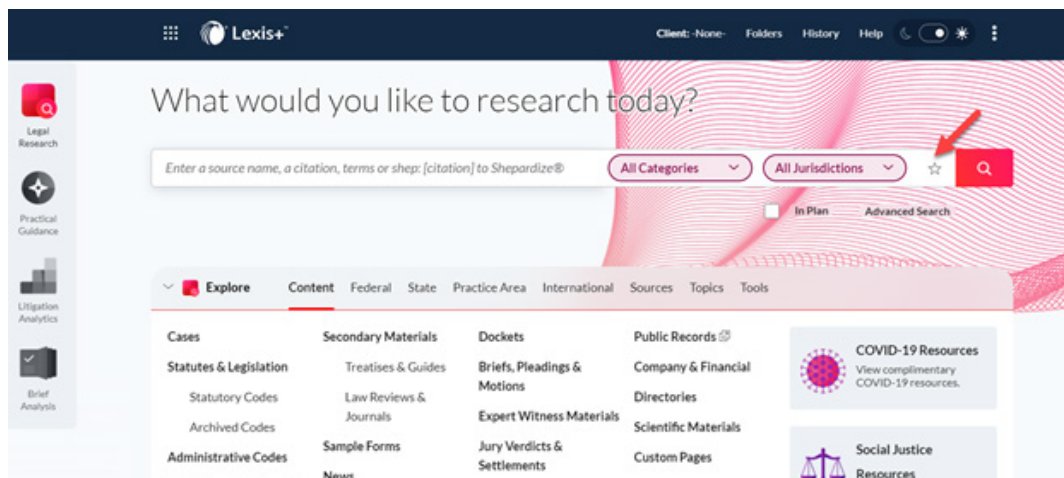 Lexis+
Client: -None- Folders History Help
What would you like to research today?
Enter a source name, a citation, terms or shep: [citation] to Shepardize®
All Categories
All Jurisdictions
In Plan
Advanced Search
Legal
Research
Practical
Guidance
Litigation
Analytics
Brief
Analysis
Explore
Content Federal State Practice Area International Sources Topics Tools
Cases
Statutes & Legislation
Statutory Codes
Archived Codes
Administrative Codes
Secondary Materials
Treatises & Guides
Law Reviews &
Journals
Sample Forms
News
Dockets
Briefs, Pleadings &
Motions
Expert Witness Materials
Jury Verdicts &
Settlements
Public Records
Company & Financial
Directories
Scientific Materials
Custom Pages
COVID-19 Resources
View complimentary
COVID-19 resources.
Social Justice
Resources